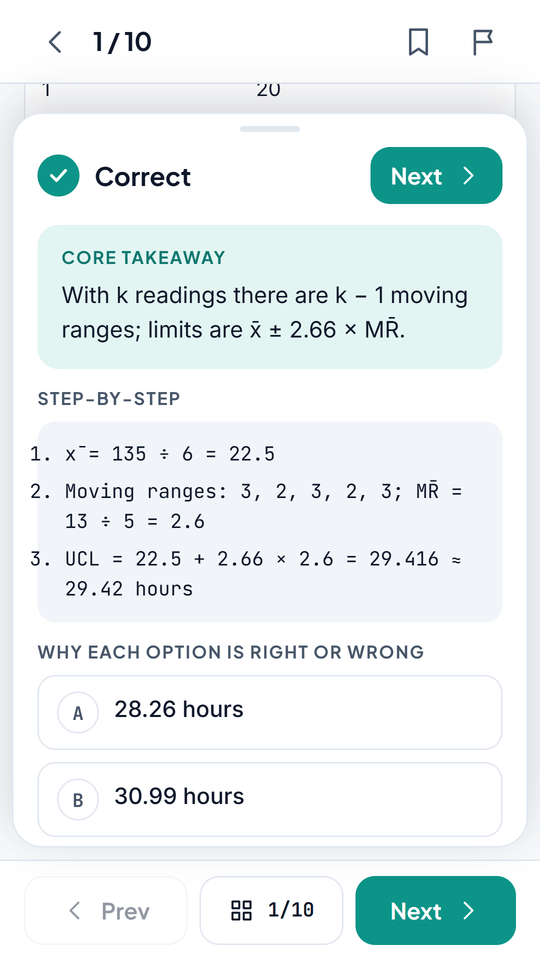 1/10
1 20
Correct
Next
CORE TAKEAWAY
With k readings there are k − 1 moving
ranges; limits are x̄ ± 2.66 × MR̄.
STEP-BY-STEP
1. x¯= 135 ÷ 6 = 22.5
2. Moving ranges: 3, 2, 3, 2, 3; MR̄ =
13 ÷ 5 = 2.6
3. UCL = 22.5 + 2.66 × 2.6 = 29.416 ≈
29.42 hours
WHY EACH OPTION IS RIGHT OR WRONG
A 28.26 hours
B 30.99 hours
Prev 1/10 Next